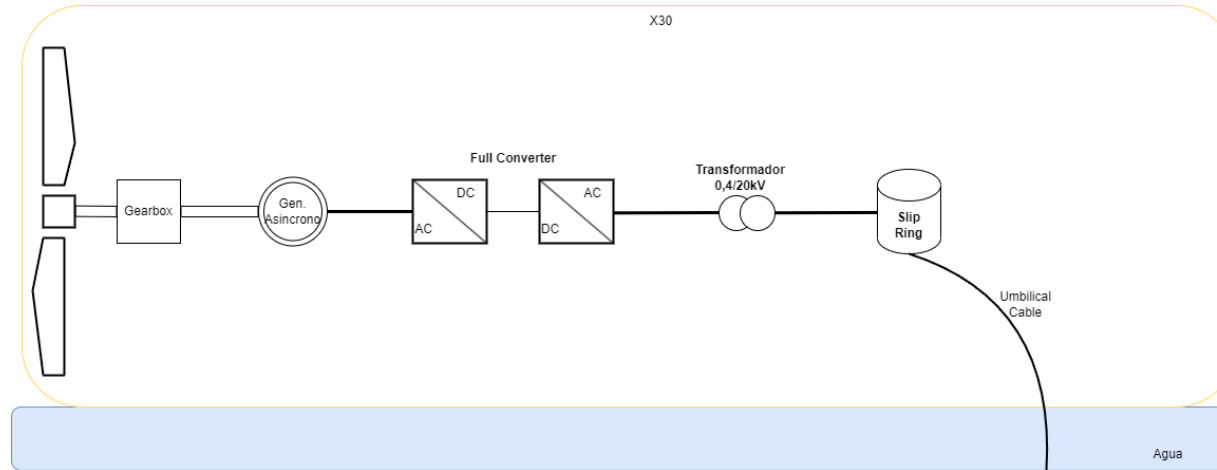 X30
Full Converter
Transformador
0,4/20kV
Gearbox
Gen.
Asincrono
DC
AC
AC
DC
Slip
Ring
Umbilical
Cable
Agua